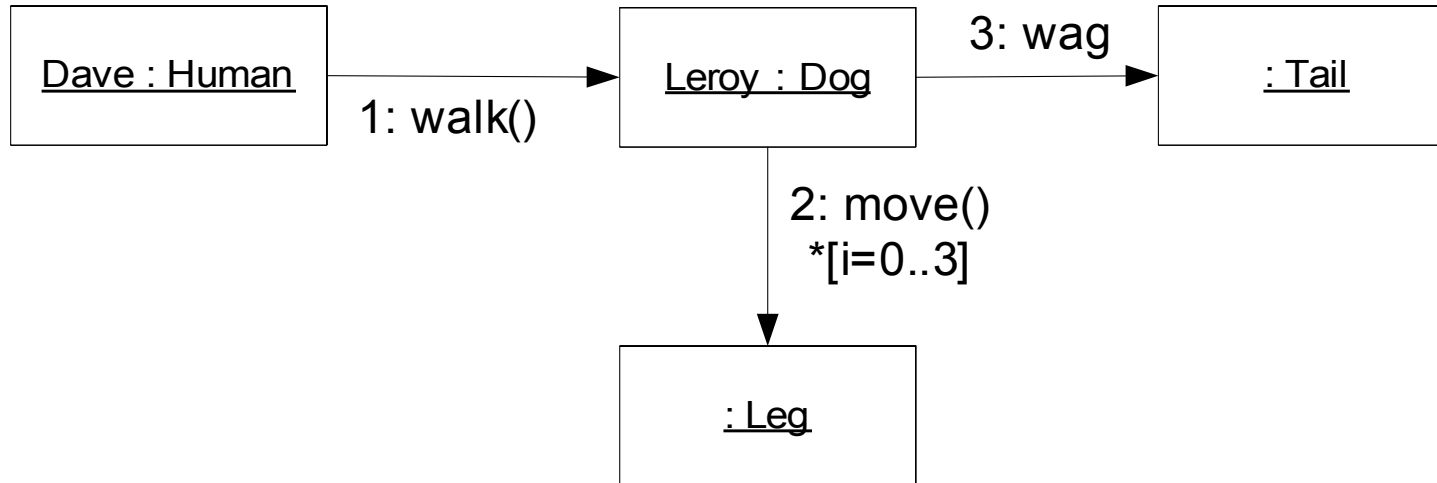 Dave : Human
1: walk()
Leroy : Dog
3: wag
: Tail
2: move()
*[i=0..3]
: Leg